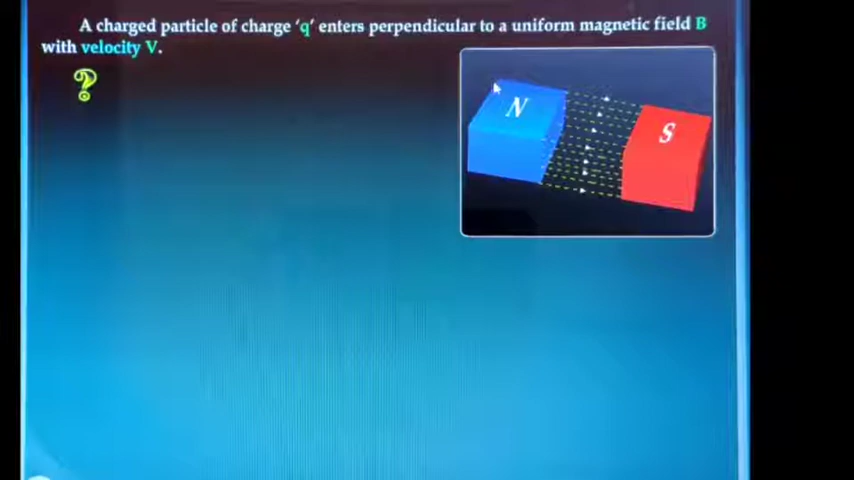 A charged particle of charge ‘q’ enters perpendicular to a uniform magnetic field B
with velocity V.
?
N
S